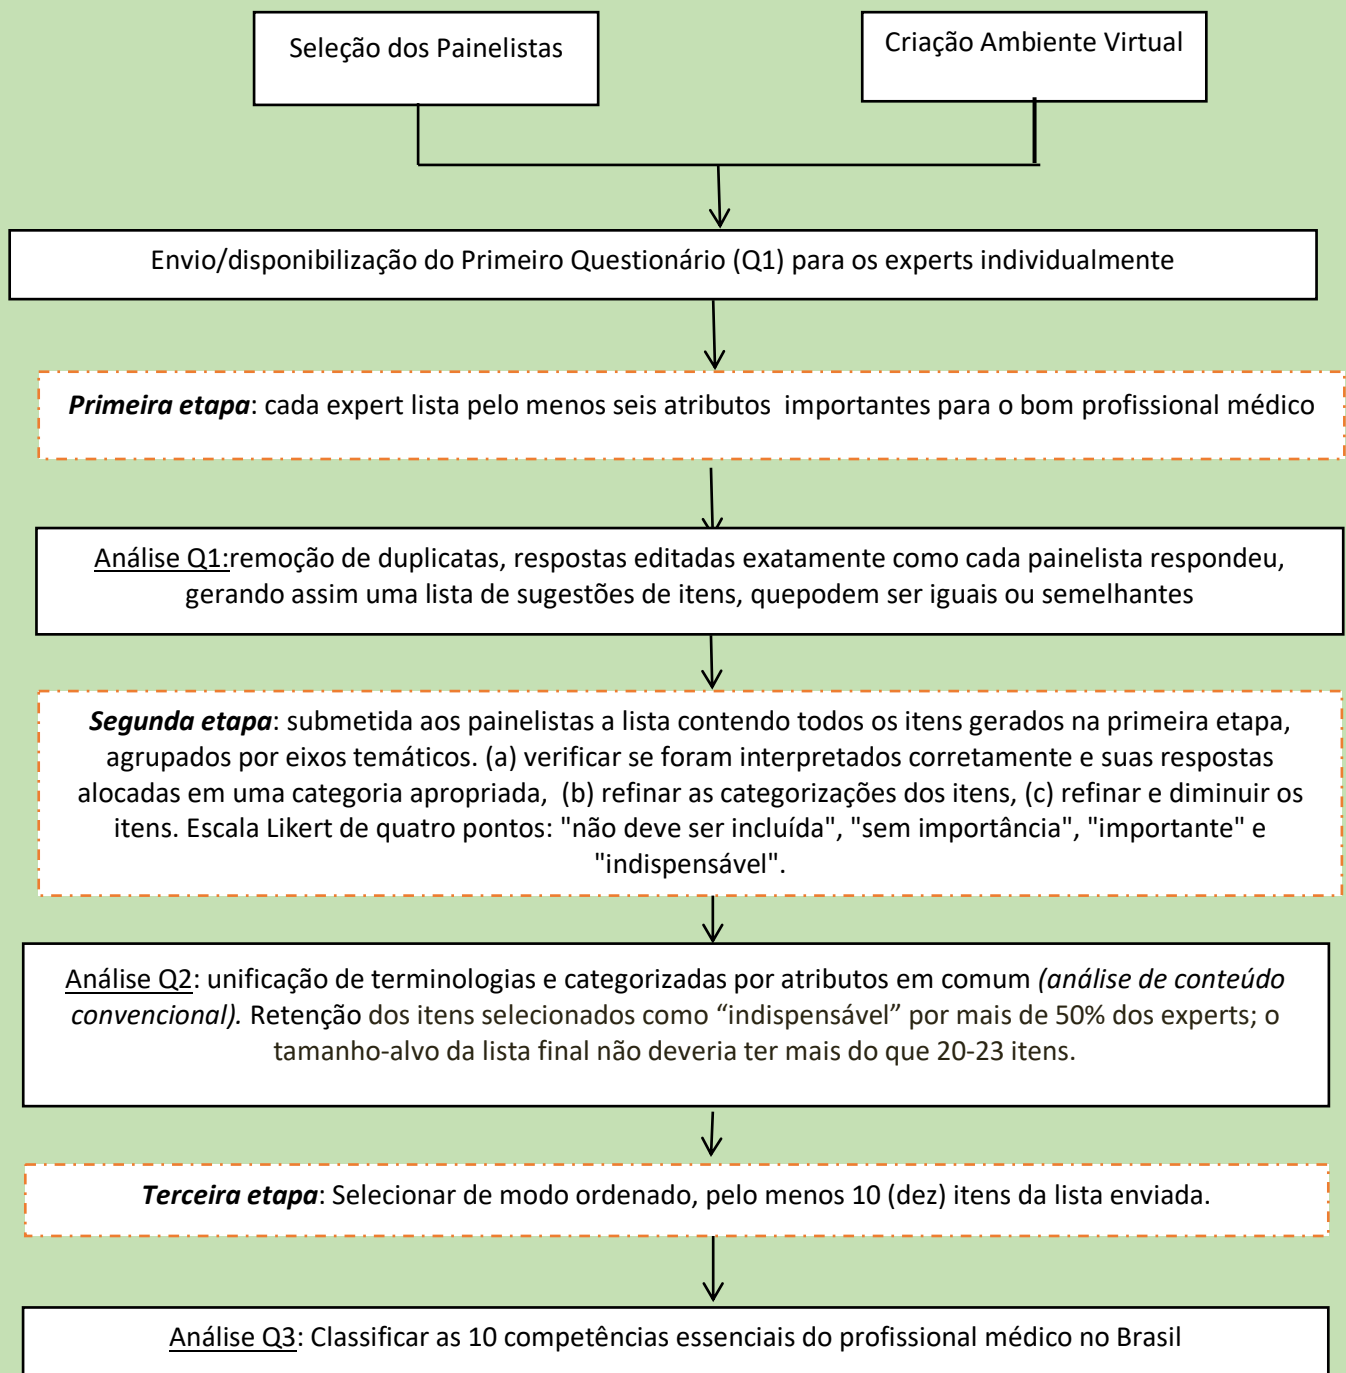 Seleção dos Painelistas
Criação Ambiente Virtual
Envio/disponibilização do Primeiro Questionário (Q1) para os experts individualmente
Primeira etapa: cada expert lista pelo menos seis atributos  importantes para o bom profissional médico
Análise Q1:remoção de duplicatas, respostas editadas exatamente como cada painelista respondeu,
gerando assim uma lista de sugestões de itens, quepodem ser iguais ou semelhantes
Segunda etapa: submetida aos painelistas a lista contendo todos os itens gerados na primeira etapa,
agrupados por eixos temáticos. (a) verificar se foram interpretados corretamente e suas respostas
alocadas em uma categoria apropriada,  (b) refinar as categorizações dos itens, (c) refinar e diminuir os
itens. Escala Likert de quatro pontos: "não deve ser incluída", "sem importância", "importante" e
"indispensável".
Análise Q2: unificação de terminologias e categorizadas por atributos em comum (análise de conteúdo
convencional). Retenção dos itens selecionados como “indispensável” por mais de 50% dos experts; o
tamanho-alvo da lista final não deveria ter mais do que 20-23 itens.
Terceira etapa: Selecionar de modo ordenado, pelo menos 10 (dez) itens da lista enviada.
Análise Q3: Classificar as 10 competências essenciais do profissional médico no Brasil